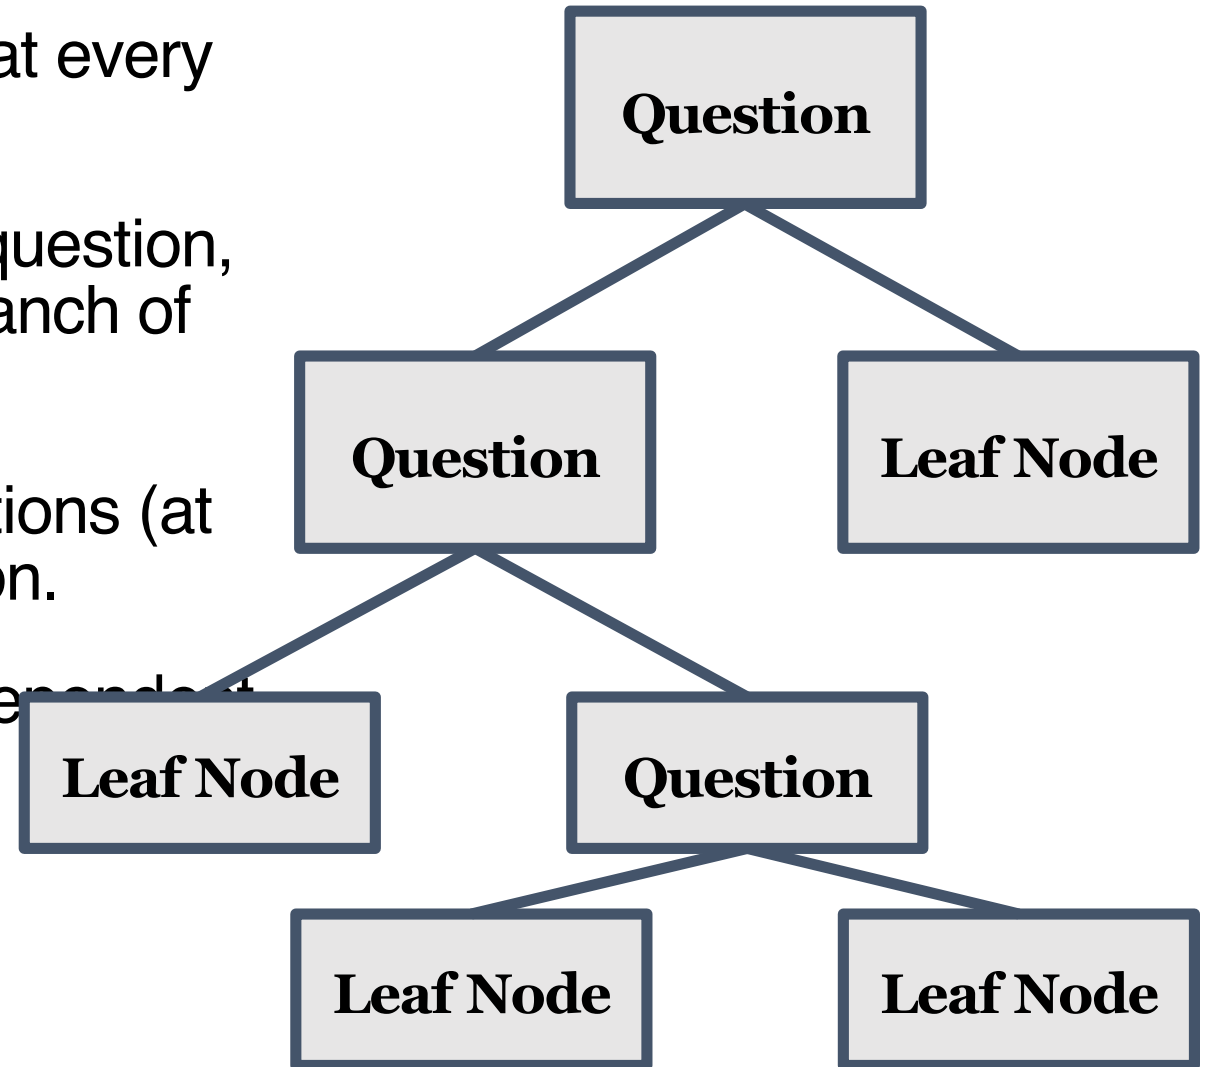 at every
question,
anch of
tions (at
on.
ependent
Question
Question
Leaf Node
Leaf Node
Question
Leaf Node
Leaf Node